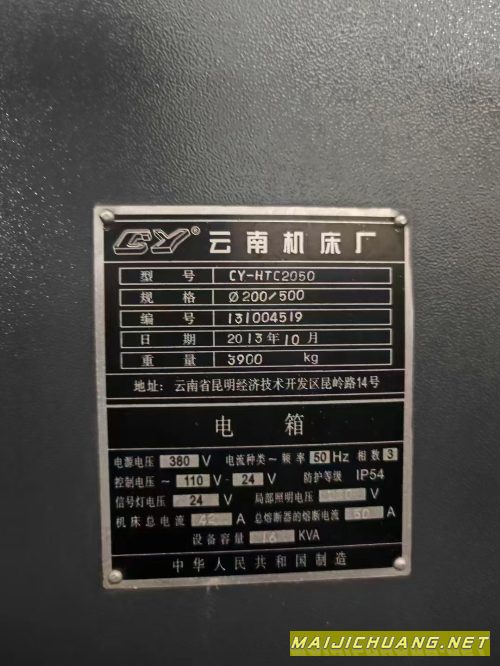 CY® 云南机床厂
型 号 CY-HTC2050
规 格 Ø200/500
编 号 131004519
日 期 2013年10月
重 量 3900 kg
地址: 云南省昆明经济技术开发区昆岭路14号
电 箱
电源电压 380 V 电流种类～ 频率 50 Hz 相数 3
控制电压～ 110 V - 24 V 防护等级 IP54
信号灯电压 24 V 局部照明电压 V
机床总电流 42 A 总熔断器的熔断电流 50 A
设备容量 16 KVA
中华人民共和国制造
MAIJICHUANG.NET